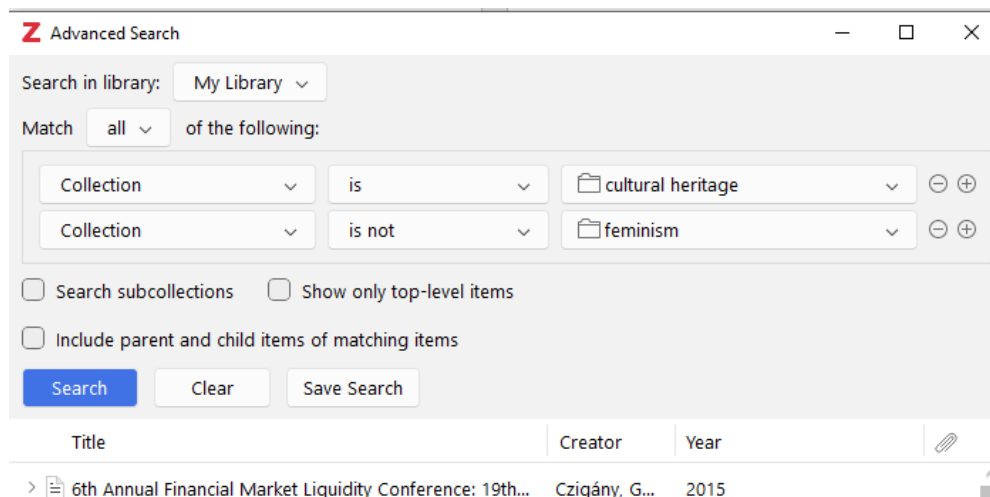 Z Advanced Search
Search in library: My Library
Match all of the following:
Collection is cultural heritage
Collection is not feminism
Search subcollections Show only top-level items
Include parent and child items of matching items
Search Clear Save Search
Title Creator Year
6th Annual Financial Market Liquidity Conference: 19th... Czigány, G... 2015